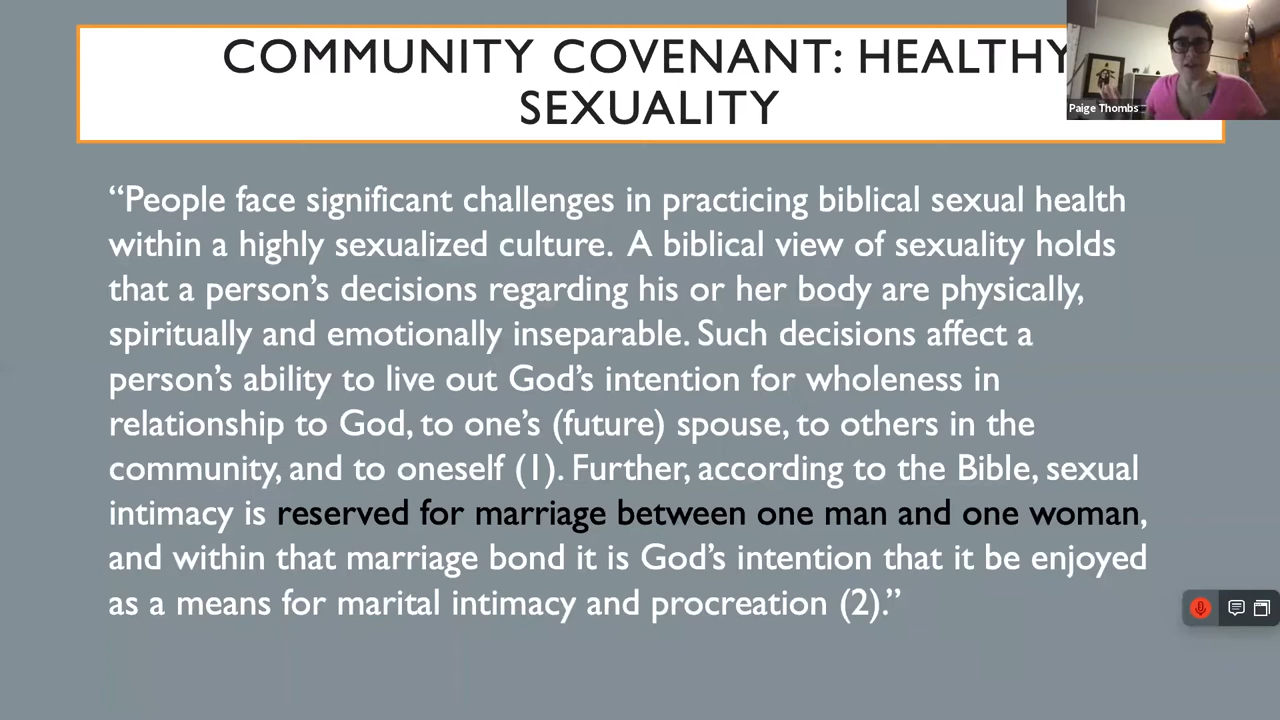 COMMUNITY COVENANT: HEALTHY
SEXUALITY
Paige Thombs
“People face significant challenges in practicing biblical sexual health
within a highly sexualized culture. A biblical view of sexuality holds
that a person’s decisions regarding his or her body are physically,
spiritually and emotionally inseparable. Such decisions affect a
person’s ability to live out God’s intention for wholeness in
relationship to God, to one’s (future) spouse, to others in the
community, and to oneself (1). Further, according to the Bible, sexual
intimacy is reserved for marriage between one man and one woman,
and within that marriage bond it is God’s intention that it be enjoyed
as a means for marital intimacy and procreation (2).”